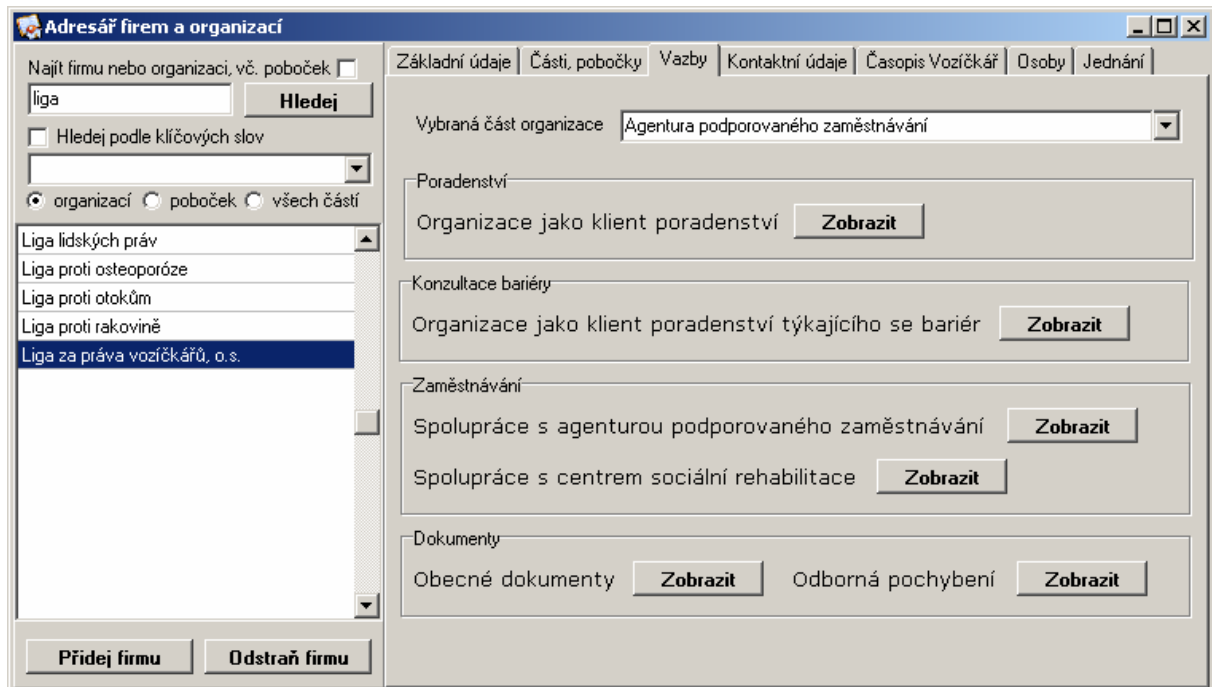 Adresář firem a organizací
Najít firmu nebo organizaci, vč. poboček
liga
Hledej
Hledej podle klíčových slov
organizací poboček všech částí
Liga lidských práv
Liga proti osteoporóze
Liga proti otokům
Liga proti rakovině
Liga za práva vozíčkářů, o.s.
Přidej firmu Odstraň firmu
Základní údaje Části, pobočky Vazby Kontaktní údaje Časopis Vozíčkář Osoby Jednání
Vybraná část organizace Agentura podporovaného zaměstnávání
Poradenství
Organizace jako klient poradenství Zobrazit
Konzultace bariéry
Organizace jako klient poradenství týkajícího se bariér Zobrazit
Zaměstnávání
Spolupráce s agenturou podporovaného zaměstnávání Zobrazit
Spolupráce s centrem sociální rehabilitace Zobrazit
Dokumenty
Obecné dokumenty Zobrazit Odborná pochybení Zobrazit